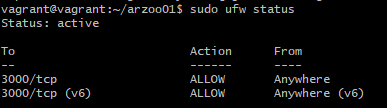 vagrant@vagrant:~/arzoo01$ sudo ufw status
Status: active
To                         Action      From
--                         ------      ----
3000/tcp                   ALLOW       Anywhere
3000/tcp (v6)              ALLOW       Anywhere (v6)